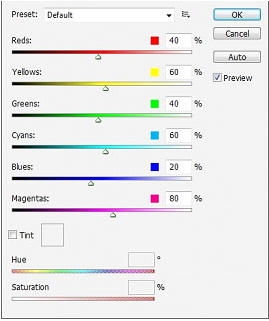 Preset: Default OK
Cancel
Auto
Preview
Reds: 40 %
Yellows: 60 %
Greens: 40 %
Cyans: 60 %
Blues: 20 %
Magentas: 80 %
Tint
Hue °
Saturation %